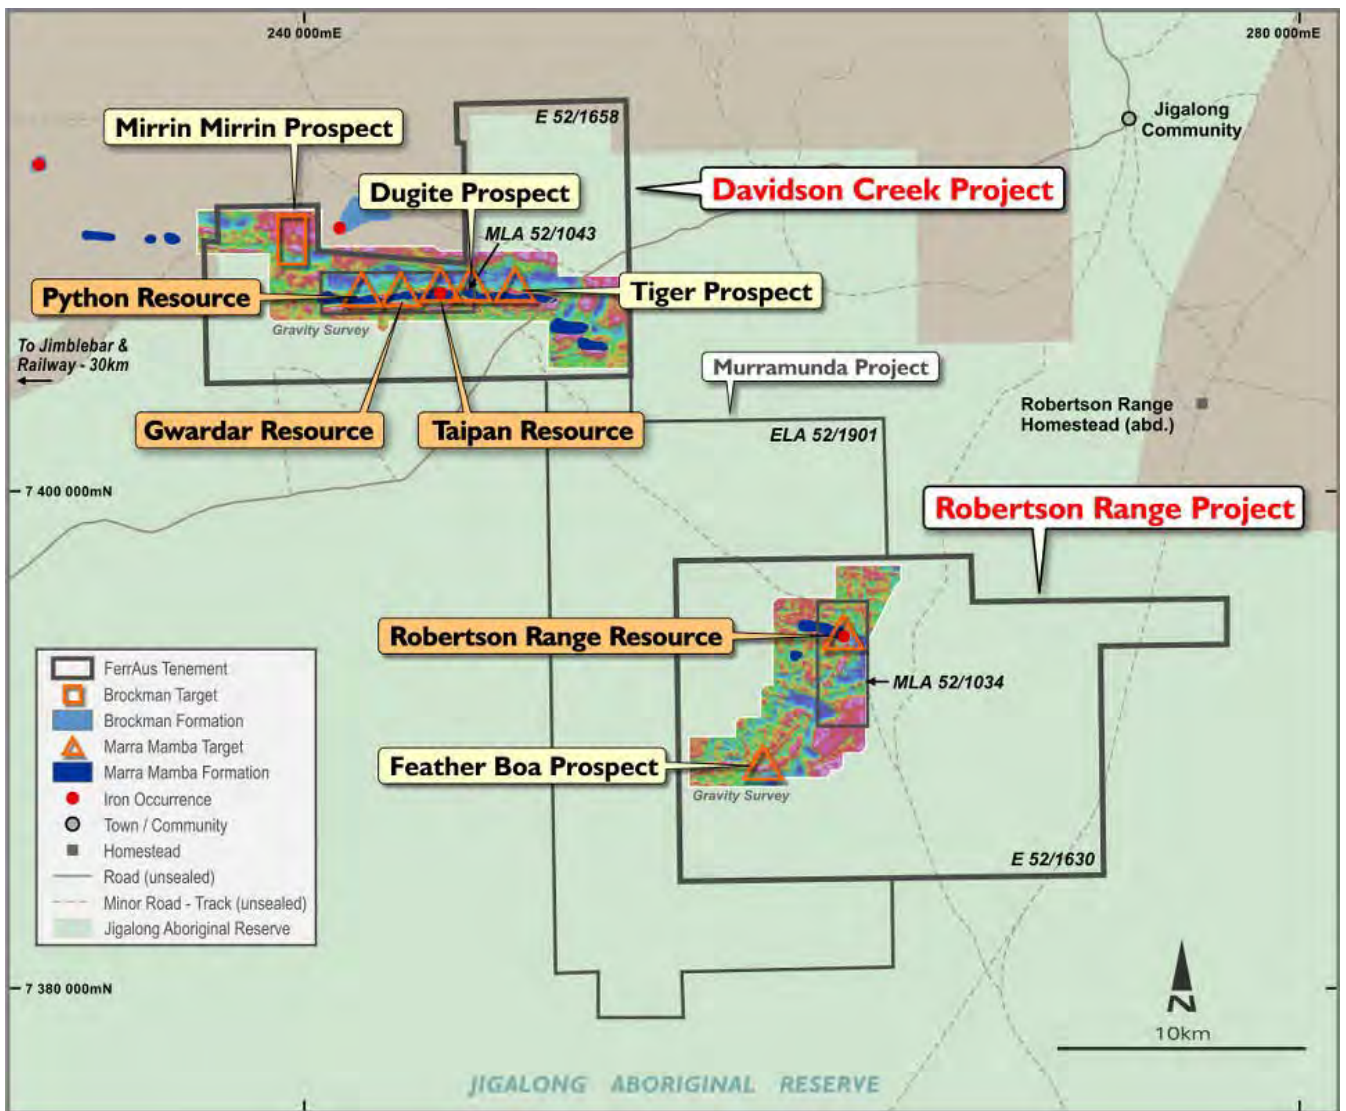 240 000mE
280 000mE
E 52/1658
Jigalong
Community
Mirrin Mirrin Prospect
Dugite Prospect
Davidson Creek Project
MLA 52/1043
Python Resource
Tiger Prospect
Gravity Survey
To Jimblebar &
Railway - 30km
Murramunda Project
Robertson Range
Homestead (abd.)
Gwardar Resource
Taipan Resource
ELA 52/1901
7 400 000mN
Robertson Range Project
Robertson Range Resource
MLA 52/1034
Feather Boa Prospect
Gravity Survey
E 52/1630
FerrAus Tenement
Brockman Target
Brockman Formation
Marra Mamba Target
Marra Mamba Formation
Iron Occurrence
Town / Community
Homestead
Road (unsealed)
Minor Road - Track (unsealed)
Jigalong Aboriginal Reserve
7 380 000mN
N
10km
JIGALONG ABORIGINAL RESERVE